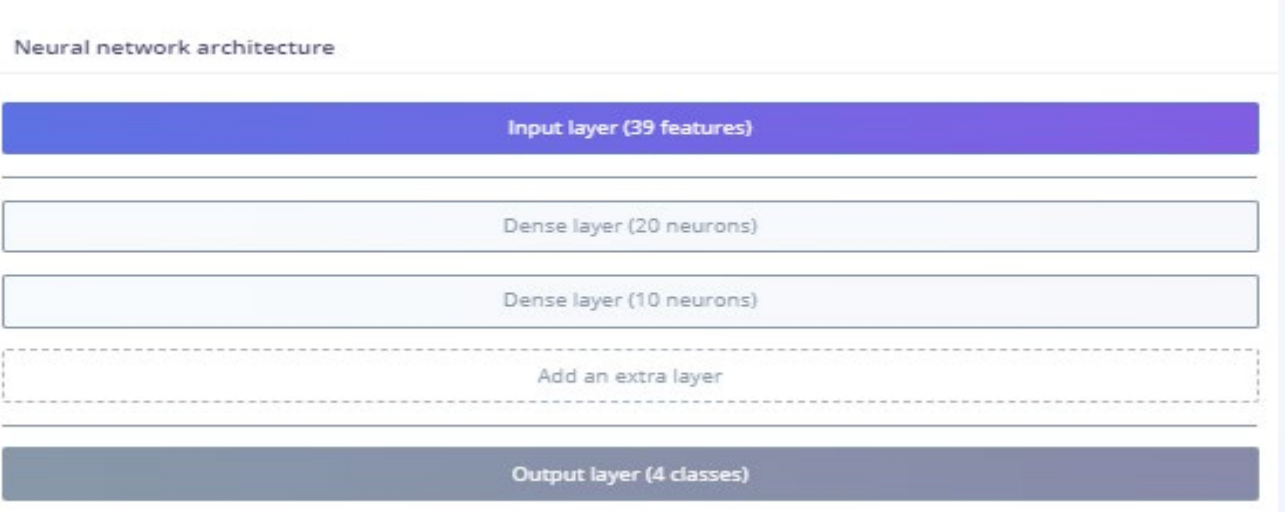 Neural network architecture
Input layer (39 features)
Dense layer (20 neurons)
Dense layer (10 neurons)
Add an extra layer
Output layer (4 classes)